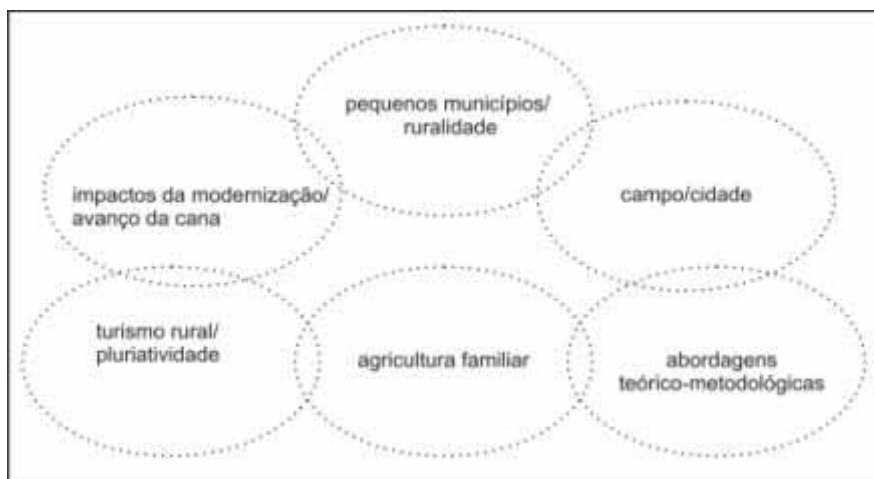 pequenos municípios/
ruralidade
impactos da modernização/
avanço da cana
campo/cidade
turismo rural/
pluriatividade
agricultura familiar
abordagens
teórico-metodológicas